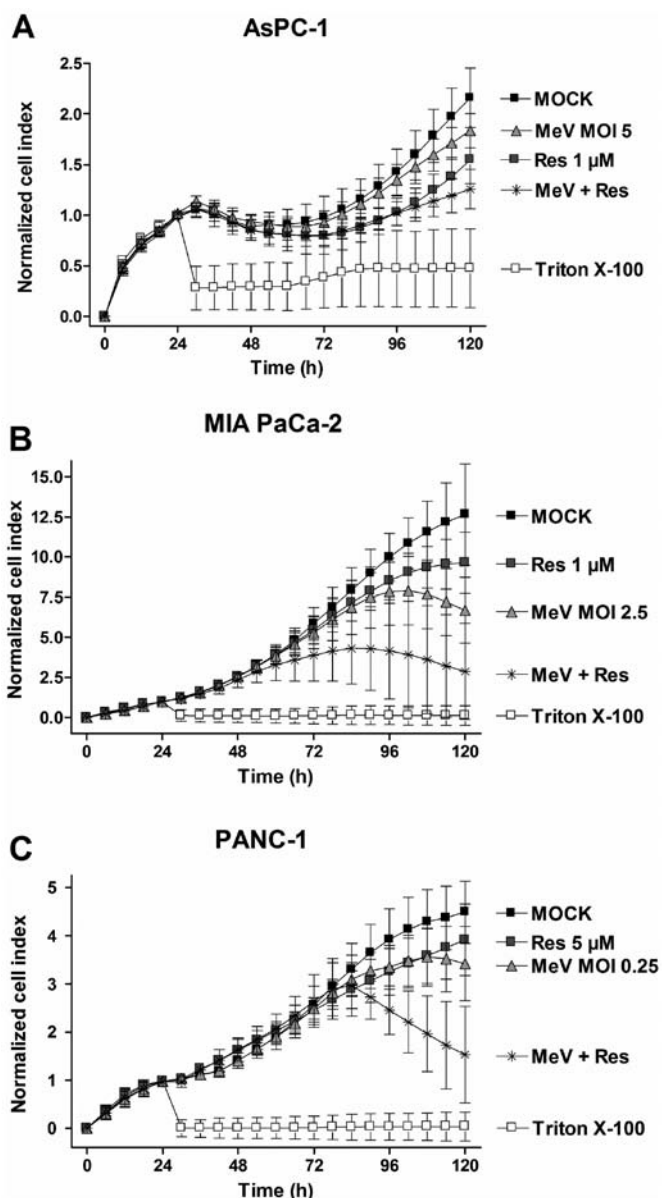 A
AsPC-1
Normalized cell index
2.5
2.0
1.5
1.0
0.5
0.0
0 24 48 72 96 120
Time (h)
MOCK
MeV MOI 5
Res 1 µM
MeV + Res
Triton X-100
B
MIA PaCa-2
Normalized cell index
15.0
12.5
10.0
7.5
5.0
2.5
0.0
0 24 48 72 96 120
Time (h)
MOCK
Res 1 µM
MeV MOI 2.5
MeV + Res
Triton X-100
C
PANC-1
Normalized cell index
5
4
3
2
1
0
0 24 48 72 96 120
Time (h)
MOCK
Res 5 µM
MeV MOI 0.25
MeV + Res
Triton X-100